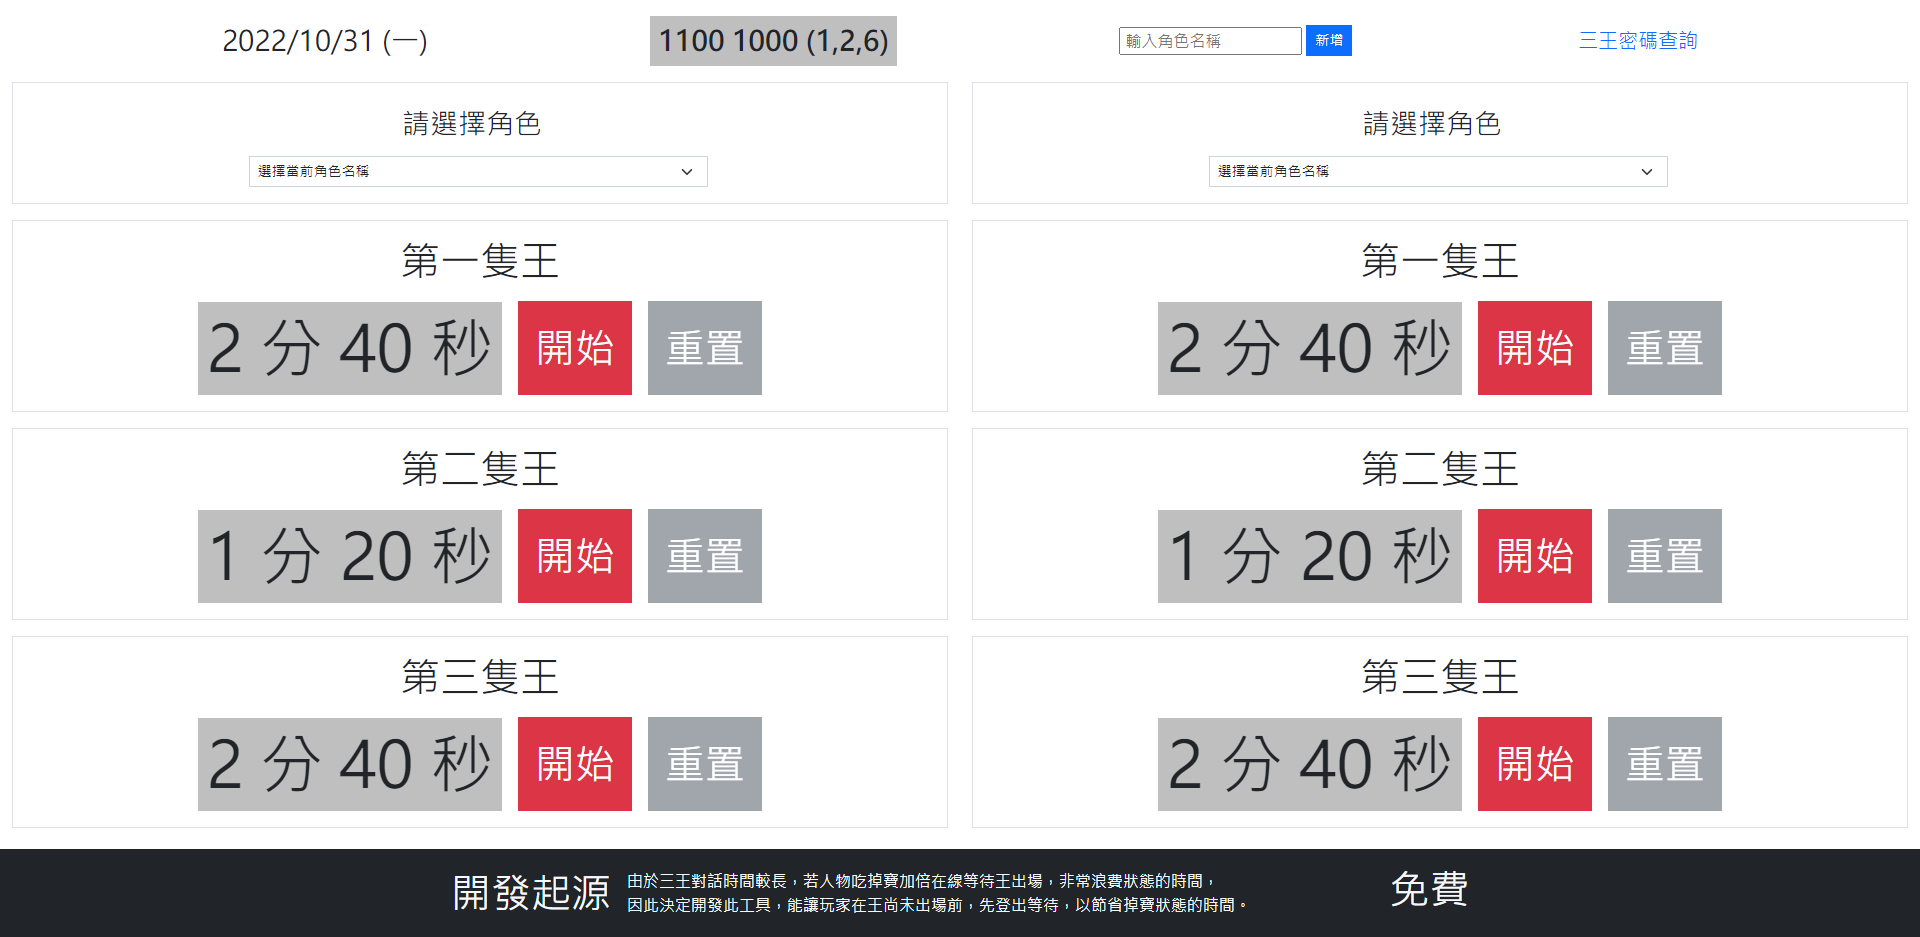 2022/10/31 (一)
1100 1000 (1,2,6)
輸入角色名稱
新增
三王密碼查詢
請選擇角色
選擇當前角色名稱
第一隻王
2 分 40 秒
開始
重置
第二隻王
1 分 20 秒
開始
重置
第三隻王
2 分 40 秒
開始
重置
請選擇角色
選擇當前角色名稱
第一隻王
2 分 40 秒
開始
重置
第二隻王
1 分 20 秒
開始
重置
第三隻王
2 分 40 秒
開始
重置
開發起源
由於三王對話時間較長，若人物吃掉寶加倍在線等待王出場，非常浪費狀態的時間，
因此決定開發此工具，能讓玩家在王尚未出場前，先登出等待，以節省掉寶狀態的時間。
免費